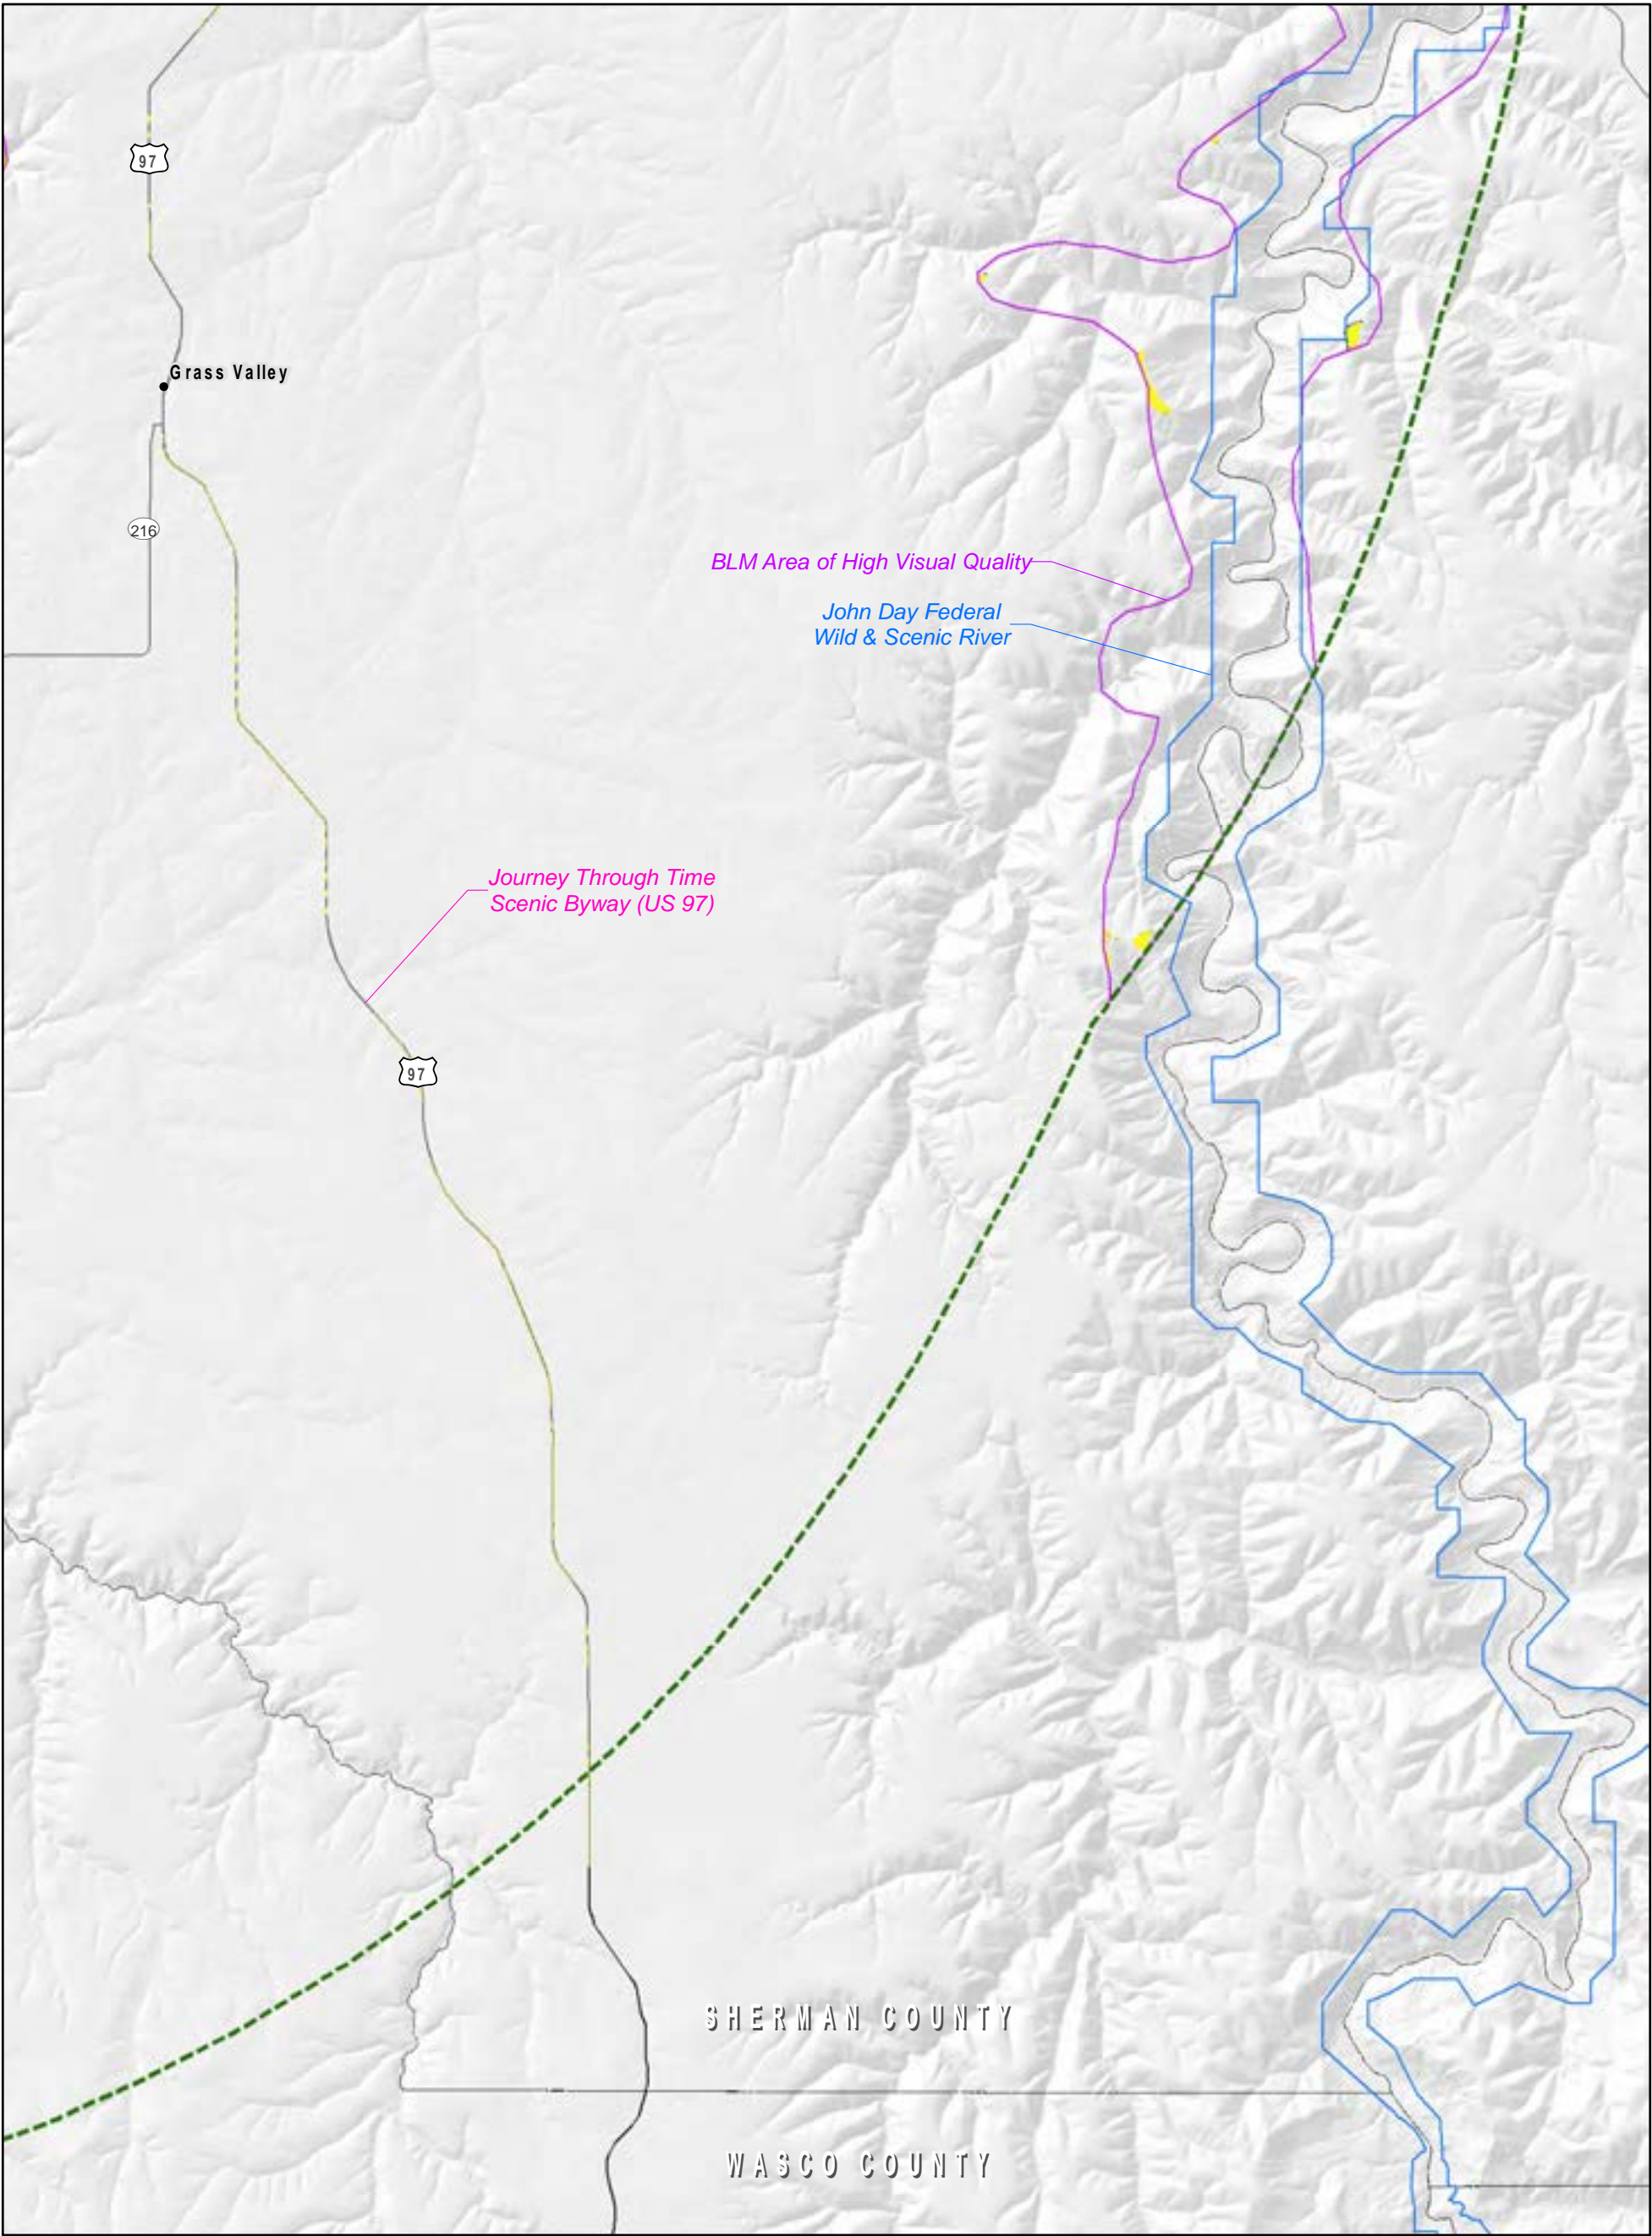 97
Grass Valley
216
BLM Area of High Visual Quality
John Day Federal
Wild & Scenic River
Journey Through Time
Scenic Byway (US 97)
97
SHERMAN COUNTY
WASCO COUNTY